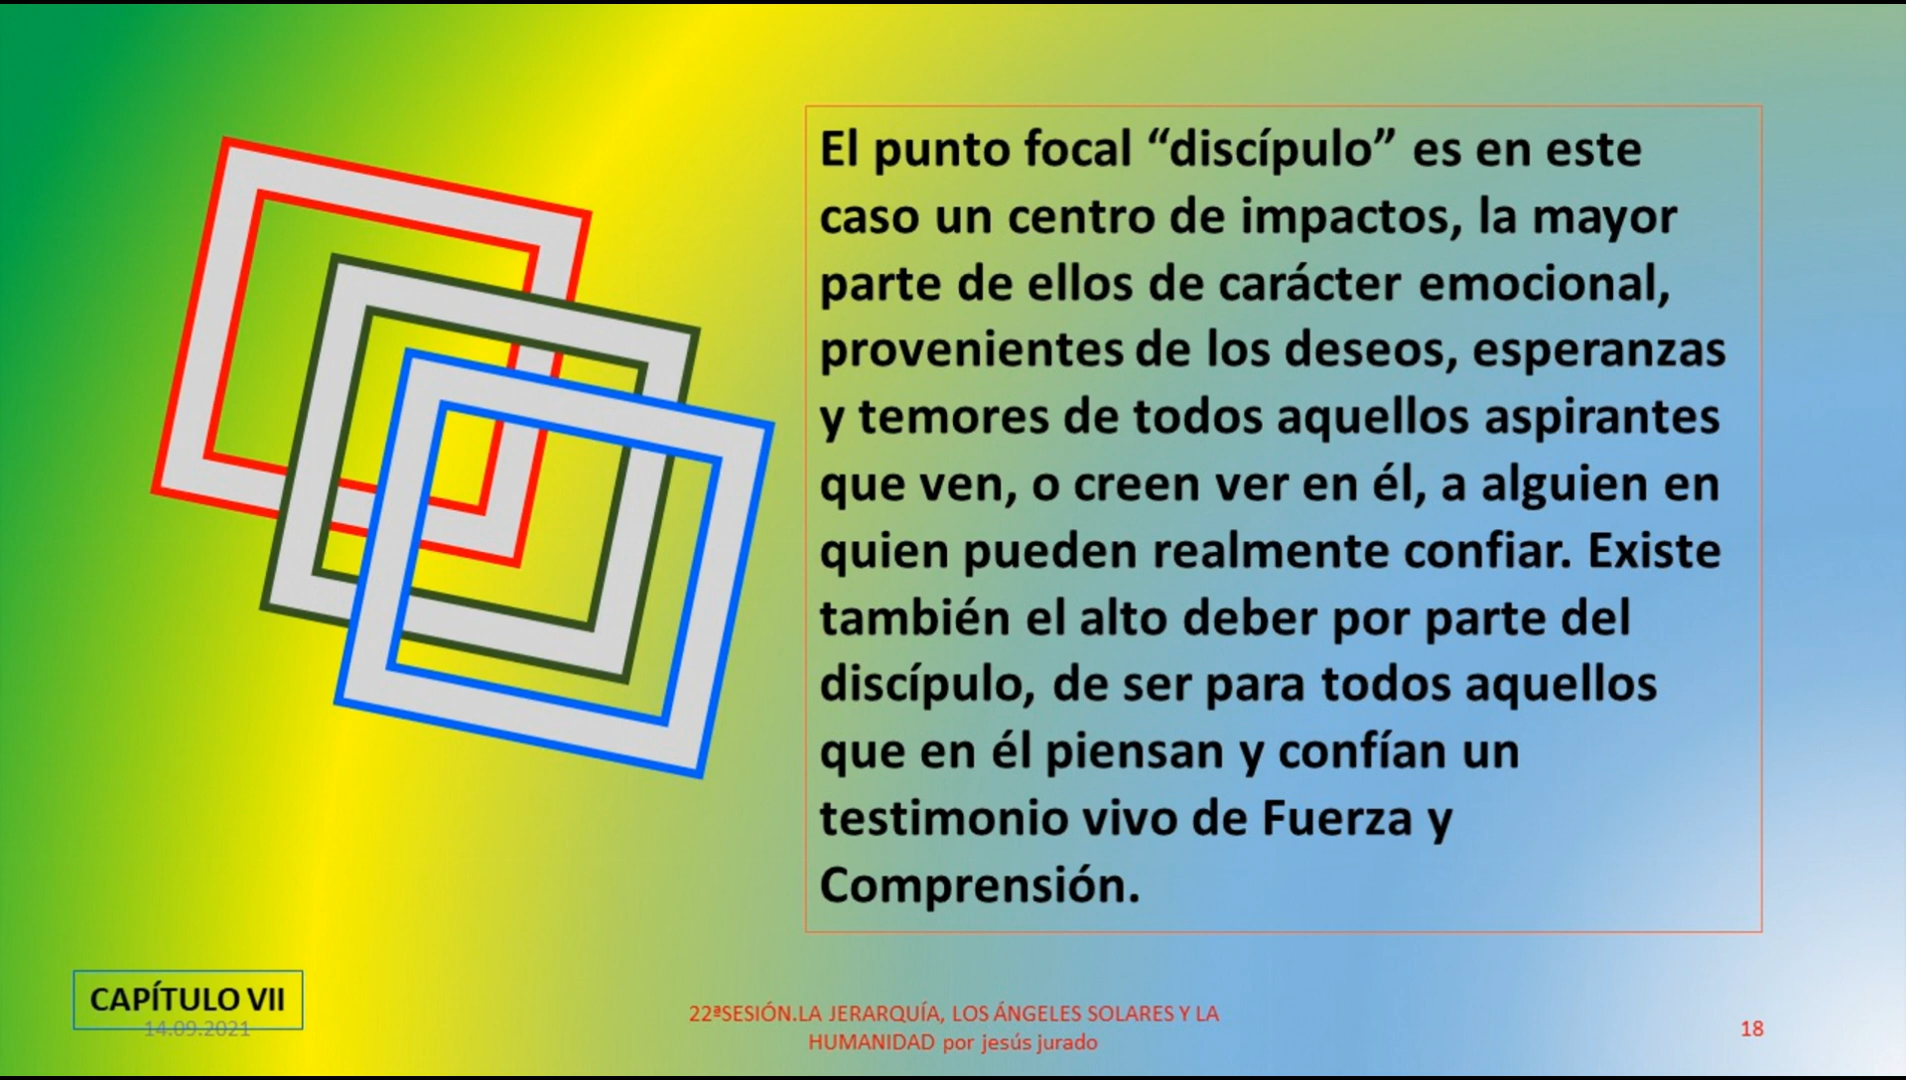 El punto focal “discípulo” es en este
caso un centro de impactos, la mayor
parte de ellos de carácter emocional,
provenientes de los deseos, esperanzas
y temores de todos aquellos aspirantes
que ven, o creen ver en él, a alguien en
quien pueden realmente confiar. Existe
también el alto deber por parte del
discípulo, de ser para todos aquellos
que en él piensan y confían un
testimonio vivo de Fuerza y
Comprensión.
CAPÍTULO VII
14.09.2021
22ªSESIÓN.LA JERARQUÍA, LOS ÁNGELES SOLARES Y LA
HUMANIDAD por jesús jurado
18